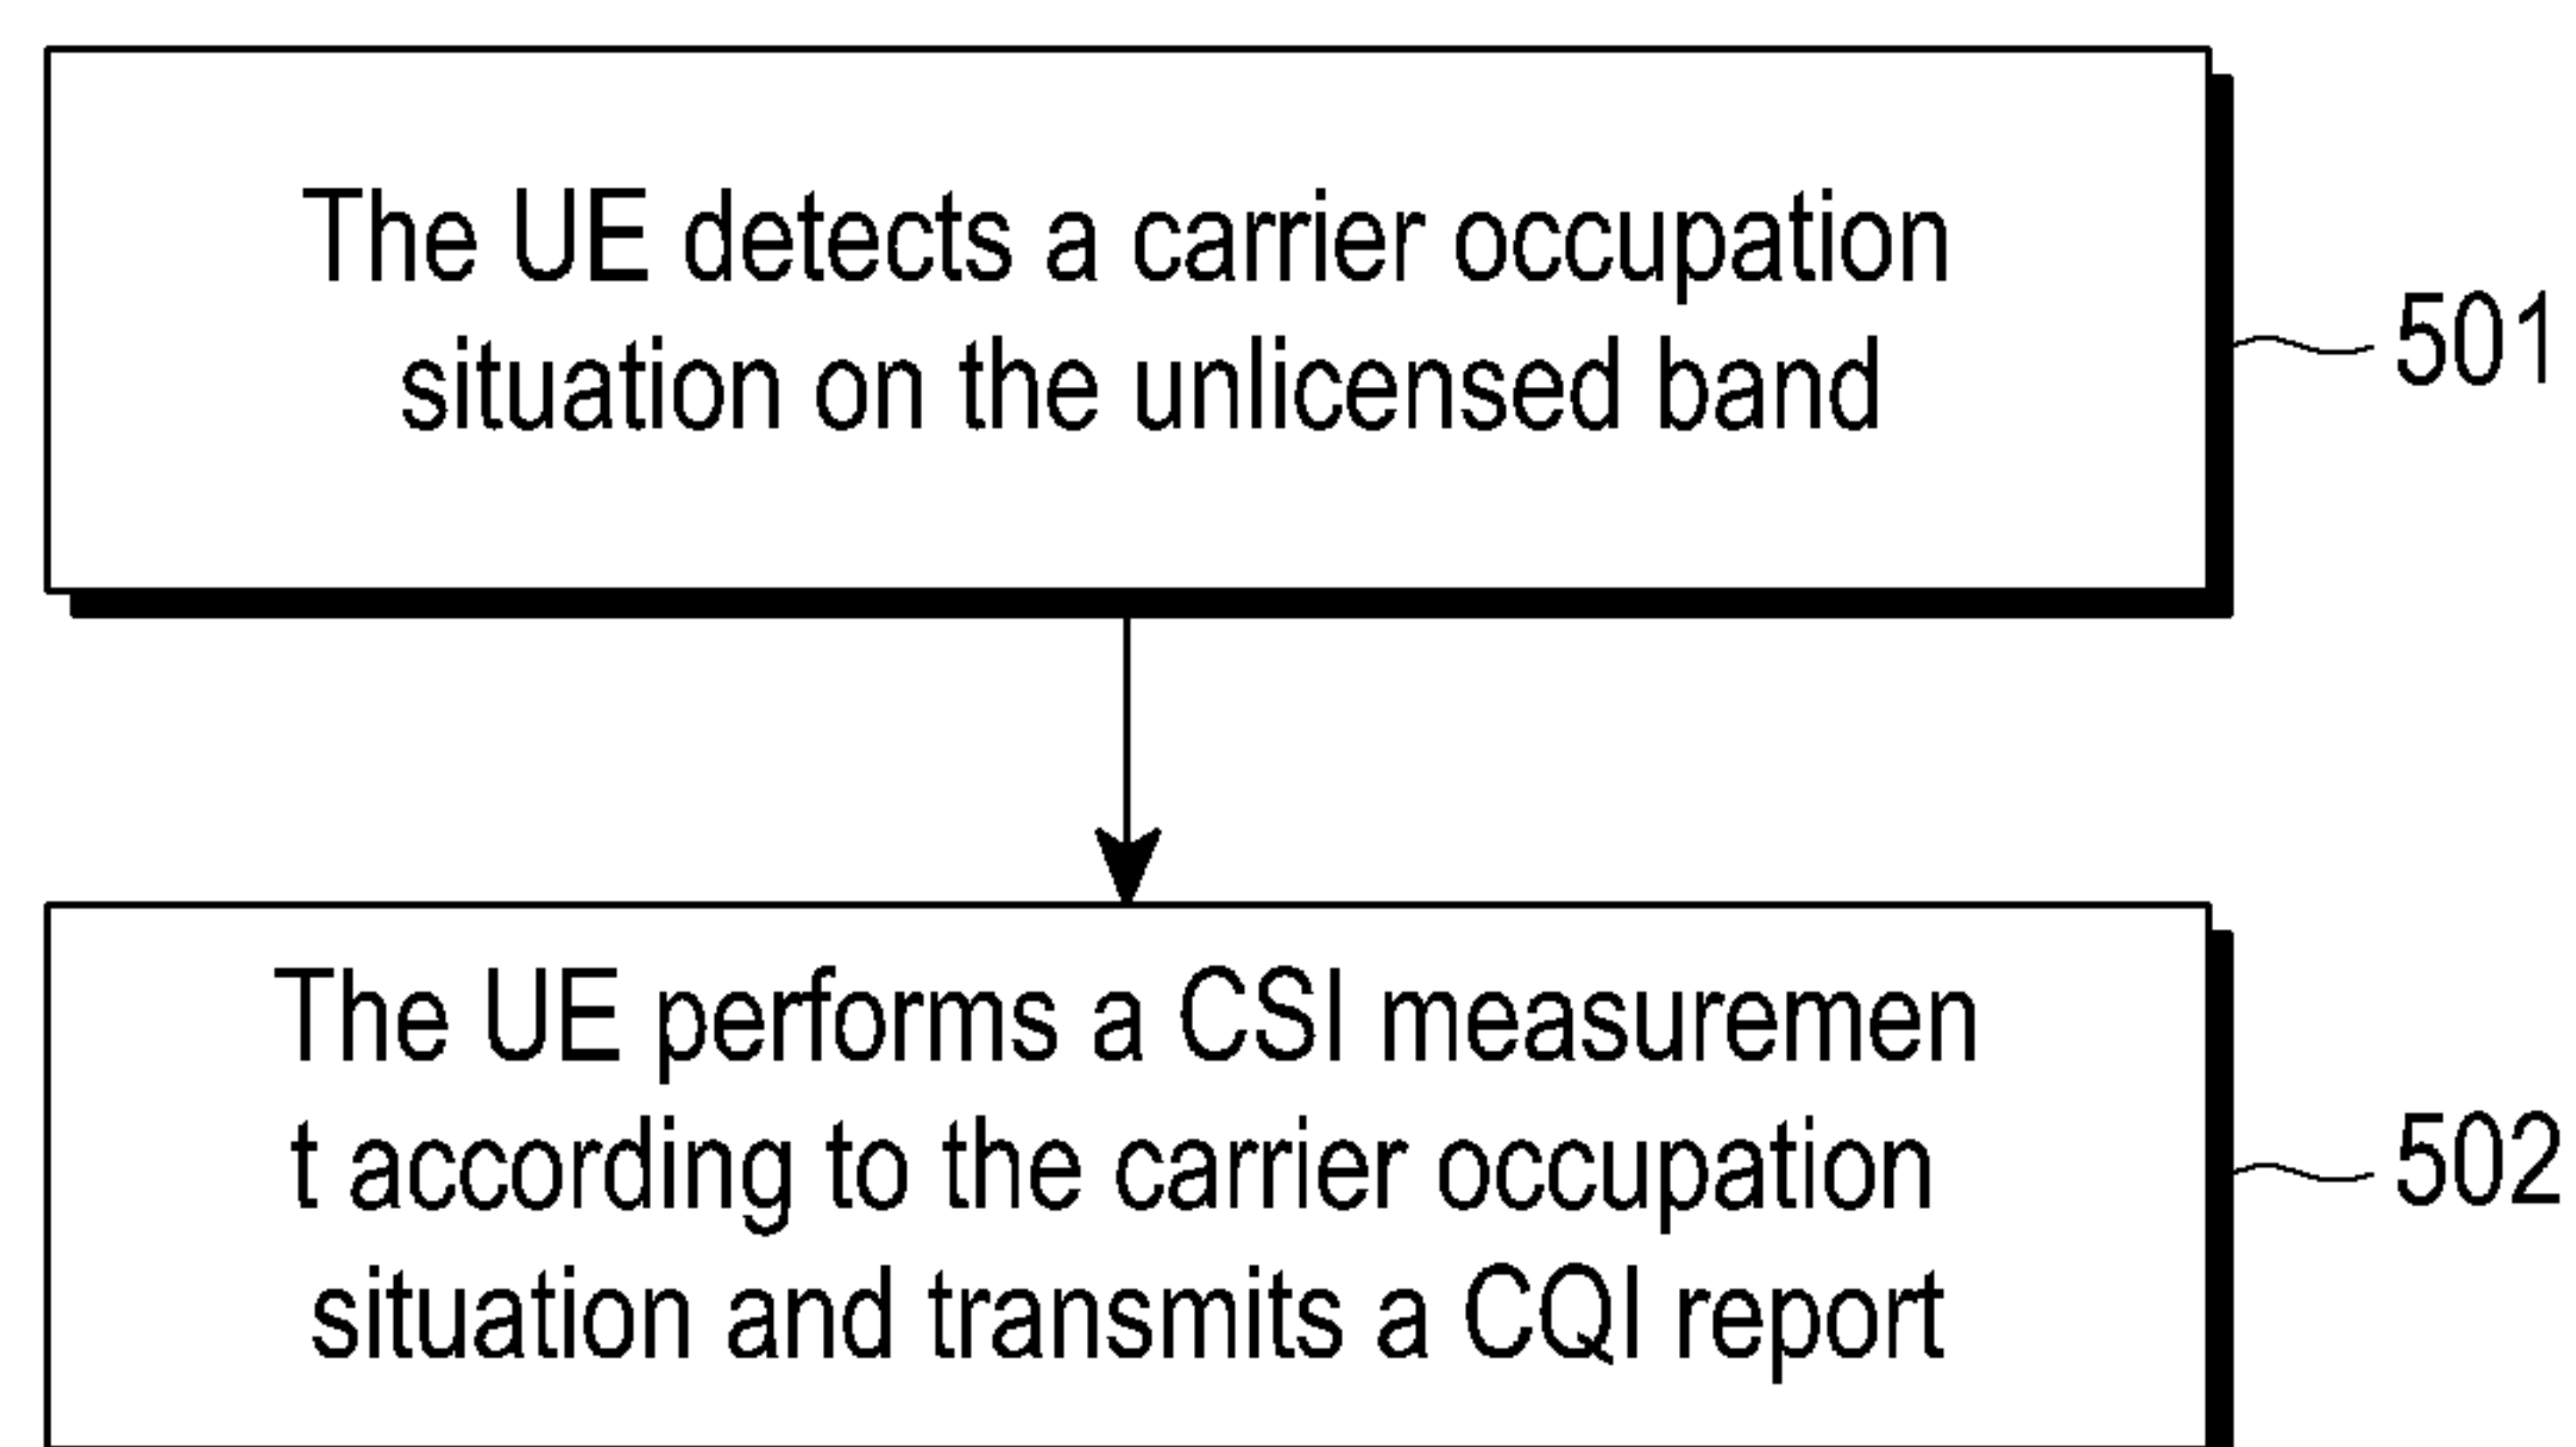 The UE detects a carrier occupation
situation on the unlicensed band
501
The UE performs a CSI measuremen
t according to the carrier occupation
situation and transmits a CQI report
502